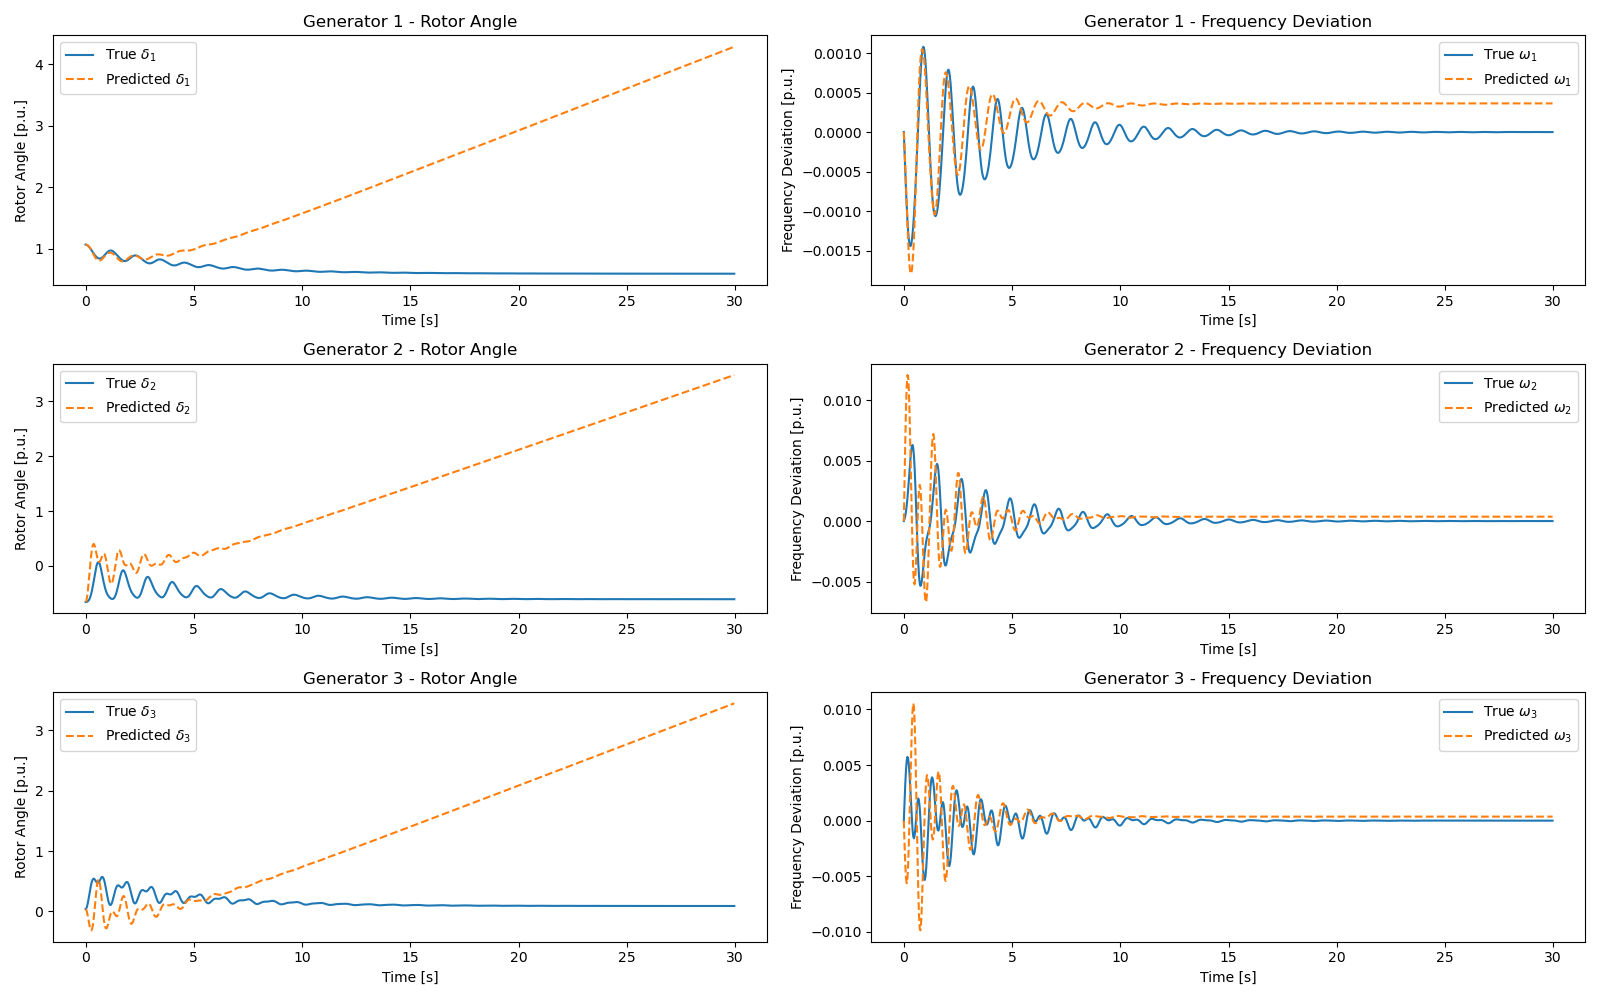 Generator 1 - Rotor Angle
Rotor Angle [p.u.]
4
3
2
1
True δ₁
Predicted δ₁
0 5 10 15 20 25 30
Time [s]
Generator 1 - Frequency Deviation
Frequency Deviation [p.u.]
0.0010
0.0005
0.0000
−0.0005
−0.0010
−0.0015
True ω₁
Predicted ω₁
0 5 10 15 20 25 30
Time [s]
Generator 2 - Rotor Angle
Rotor Angle [p.u.]
3
2
1
0
True δ₂
Predicted δ₂
0 5 10 15 20 25 30
Time [s]
Generator 2 - Frequency Deviation
Frequency Deviation [p.u.]
0.010
0.005
0.000
−0.005
True ω₂
Predicted ω₂
0 5 10 15 20 25 30
Time [s]
Generator 3 - Rotor Angle
Rotor Angle [p.u.]
3
2
1
0
True δ₃
Predicted δ₃
0 5 10 15 20 25 30
Time [s]
Generator 3 - Frequency Deviation
Frequency Deviation [p.u.]
0.010
0.005
0.000
−0.005
−0.010
True ω₃
Predicted ω₃
0 5 10 15 20 25 30
Time [s]